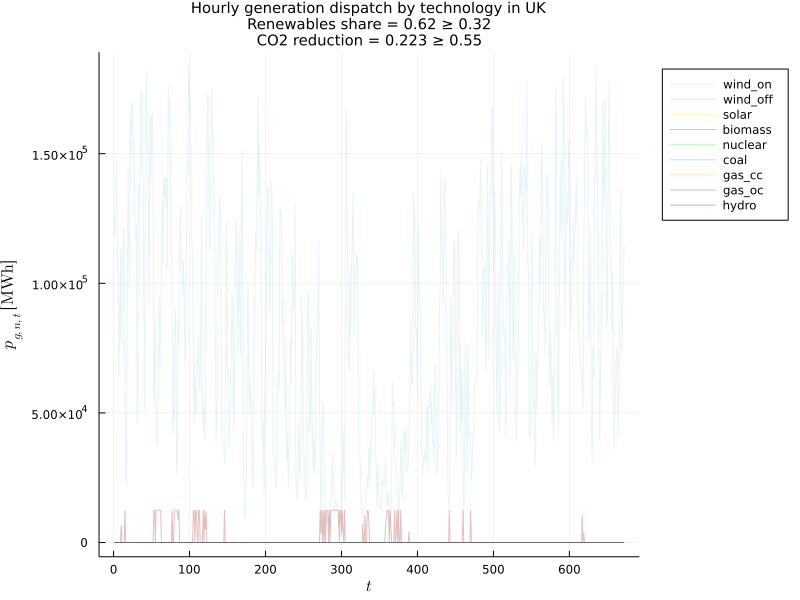 Hourly generation dispatch by technology in UK
Renewables share = 0.62 ≥ 0.32
CO2 reduction = 0.223 ≥ 0.55
wind_on
wind_off
solar
biomass
nuclear
coal
gas_cc
gas_oc
hydro
1.50×10⁵
1.00×10⁵
5.00×10⁴
0
p g,n,t [MWh]
0 100 200 300 400 500 600
t